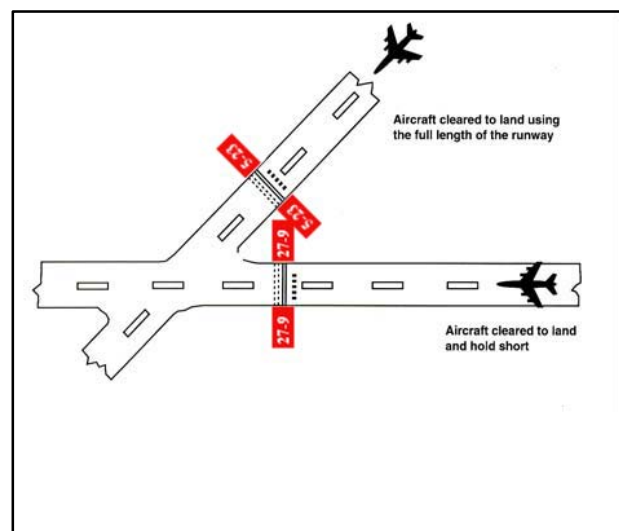 Aircraft cleared to land using
the full length of the runway
5-23
5-23
27-9
27-9
Aircraft cleared to land
and hold short